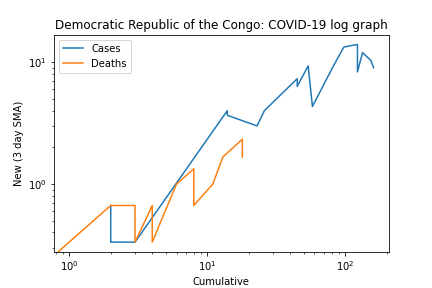 Democratic Republic of the Congo: COVID-19 log graph
Cases
Deaths
New (3 day SMA)
10¹
10⁰
10⁰
10¹
10²
Cumulative